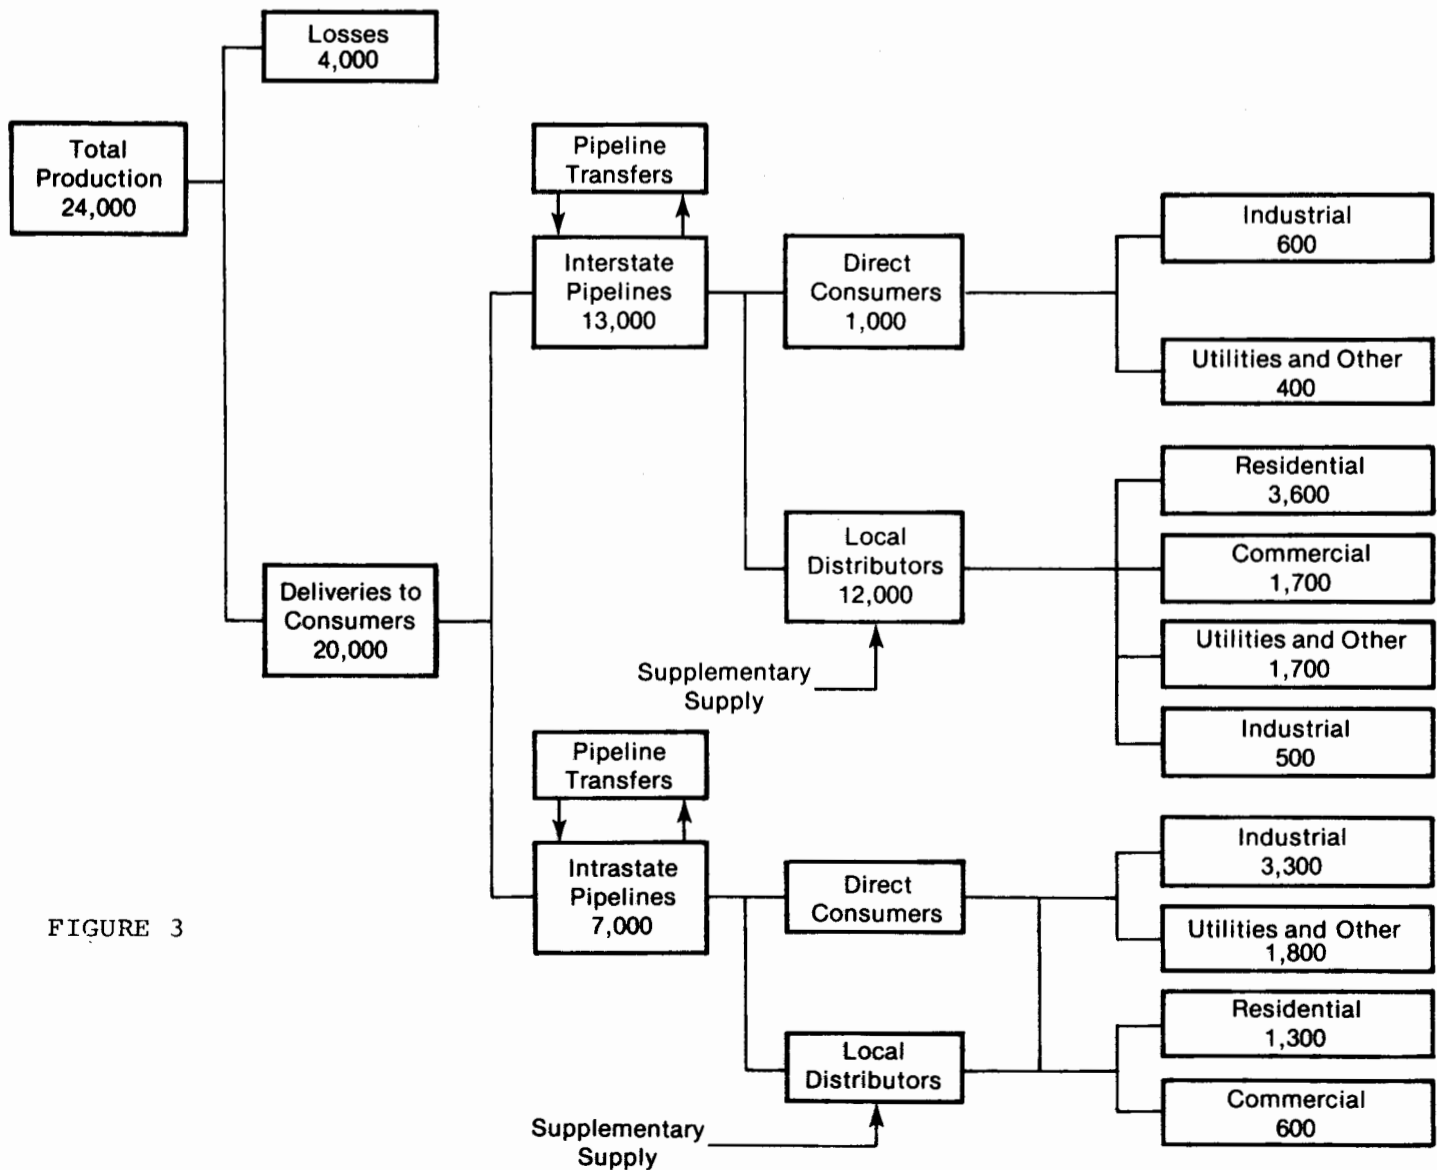 Losses
4,000
Total
Production
24,000
Pipeline
Transfers
Interstate
Pipelines
13,000
Direct
Consumers
1,000
Industrial
600
Utilities and Other
400
Deliveries to
Consumers
20,000
Local
Distributors
12,000
Supplementary
Supply
Residential
3,600
Commercial
1,700
Utilities and Other
1,700
Industrial
500
Pipeline
Transfers
Intrastate
Pipelines
7,000
Direct
Consumers
Industrial
3,300
Utilities and Other
1,800
Local
Distributors
Residential
1,300
Commercial
600
Supplementary
Supply
FIGURE 3